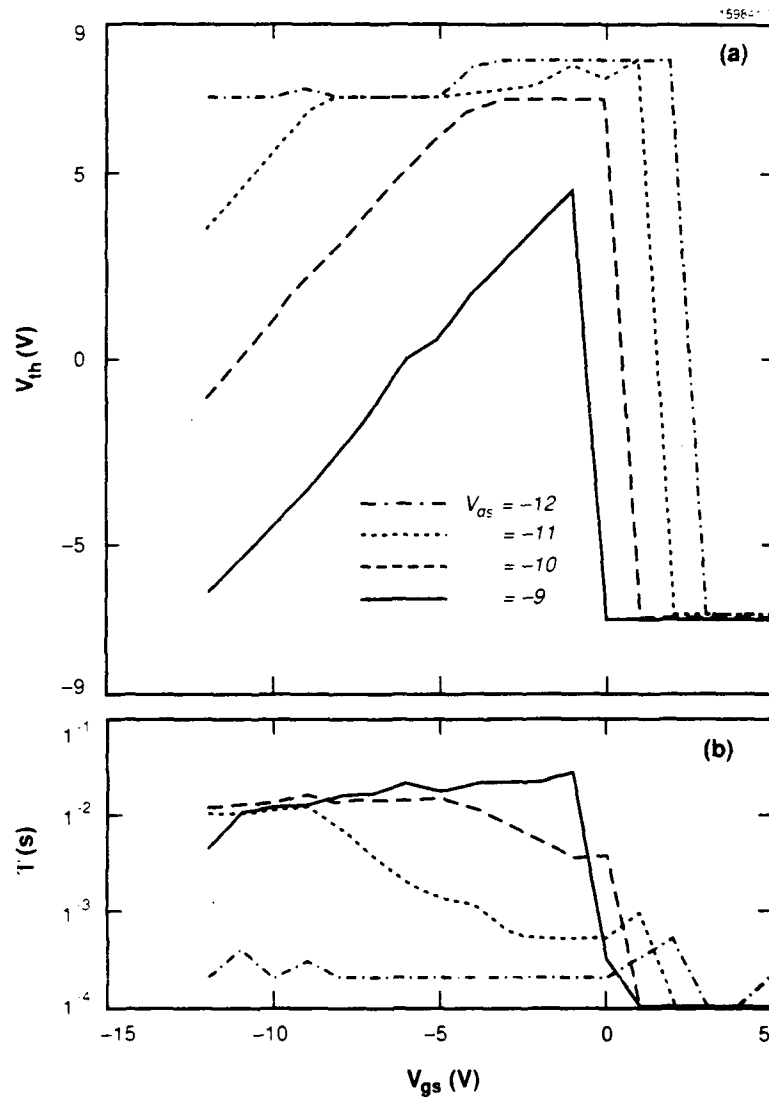 (a)
9
5
0
-5
-9
V_th (V)
V_as = -12
= -11
= -10
= -9
(b)
1^-1
1^-2
1^-3
1^-4
(s)
-15
-10
-5
0
5
V_gs (V)